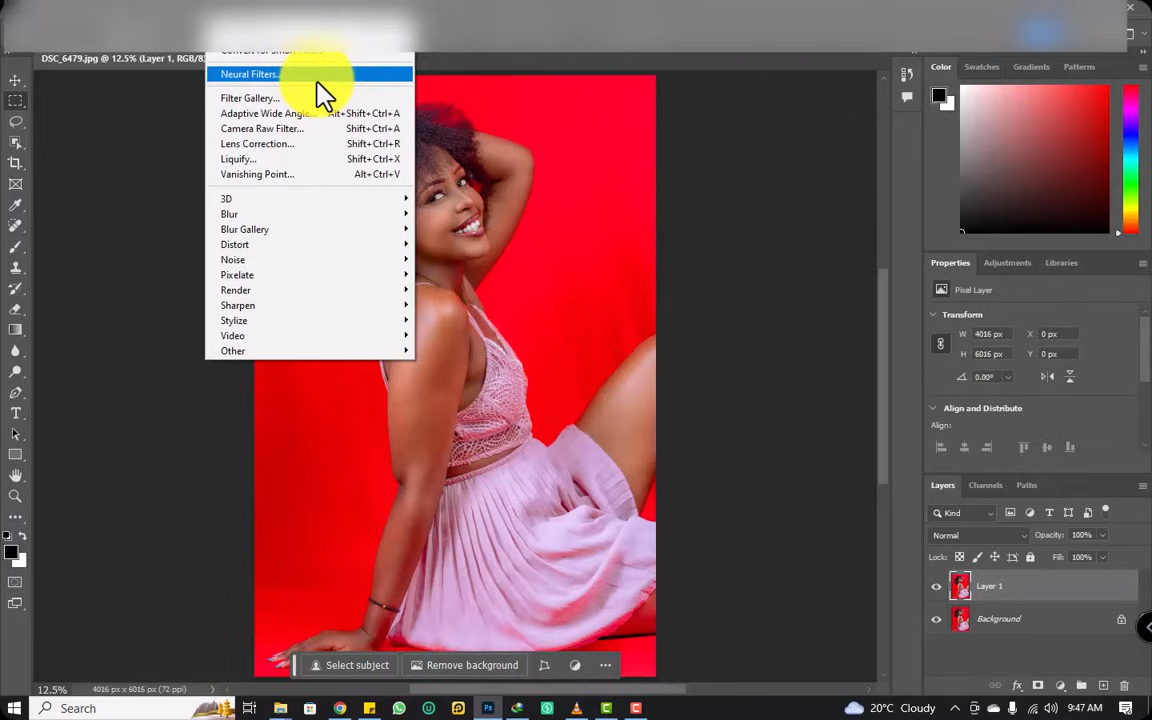 DSC_6479.jpg @ 12.5% (Layer 1, RGB/8)
Neural Filters...
Filter Gallery...
Adaptive Wide Angle... Alt+Shift+Ctrl+A
Camera Raw Filter... Shift+Ctrl+A
Lens Correction... Shift+Ctrl+R
Liquify... Shift+Ctrl+X
Vanishing Point... Alt+Ctrl+V
3D
Blur
Blur Gallery
Distort
Noise
Pixelate
Render
Sharpen
Stylize
Video
Other
Select subject
Remove background
12.5% 4016 px x 6016 px (72 ppi)
Color Swatches Gradients Patterns
Properties Adjustments Libraries
Pixel Layer
Transform
W 4016 px X 0 px
H 6016 px Y 0 px
0.00°
Align and Distribute
Align:
Layers Channels Paths
Kind
Normal Opacity: 100%
Lock: Fill: 100%
Layer 1
Background
Search
20°C Cloudy
9:47 AM